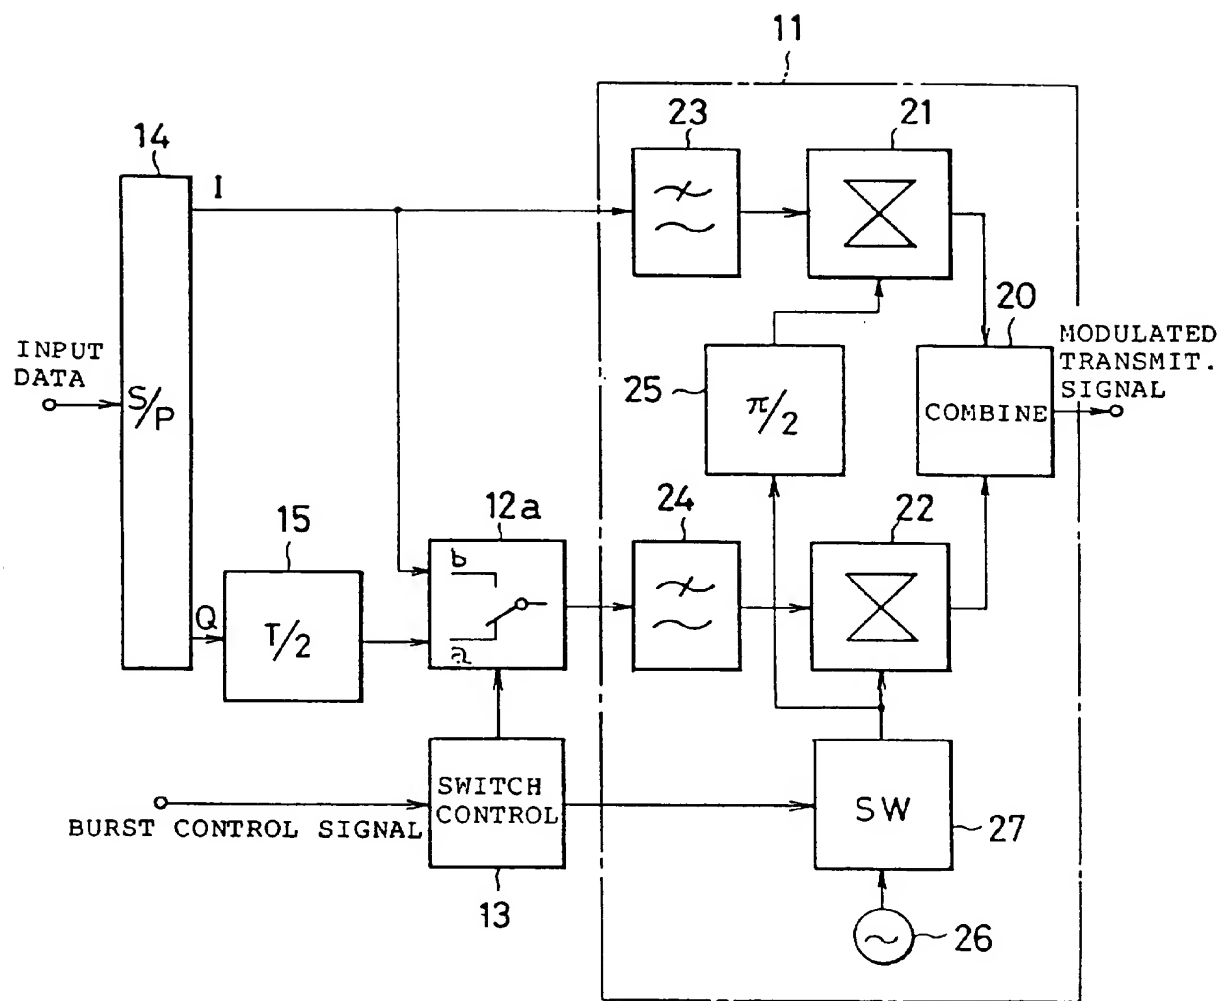 11
14
I
23
21
INPUT
DATA
S/P
20
MODULATED
TRANSMIT.
SIGNAL
25
π/2
COMBINE
15
12a
24
22
b
Q
T/2
a
SWITCH
CONTROL
BURST CONTROL SIGNAL
SW
27
13
26